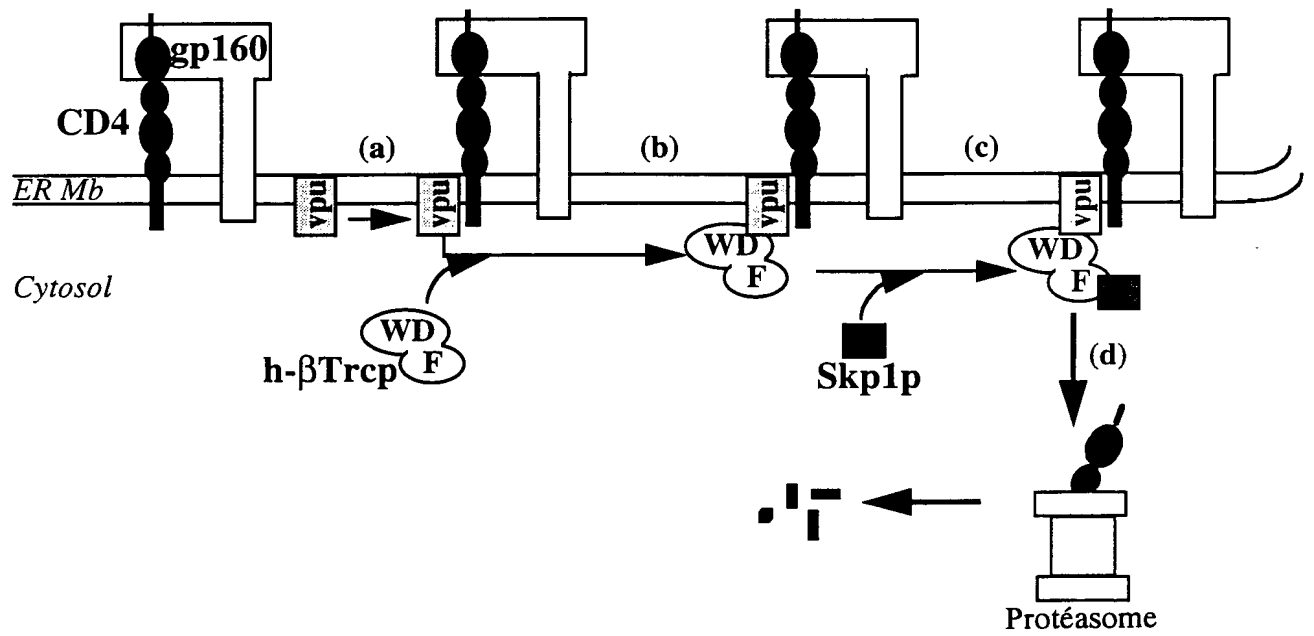 gp160
CD4
(a)
(b)
(c)
ER Mb
vpu
vpu
vpu
vpu
WD
F
WD
F
Cytosol
WD
F
h-βTrcp
Skp1p
(d)
Protéasome